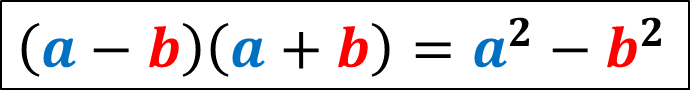 (a − b)(a + b) = a² − b²